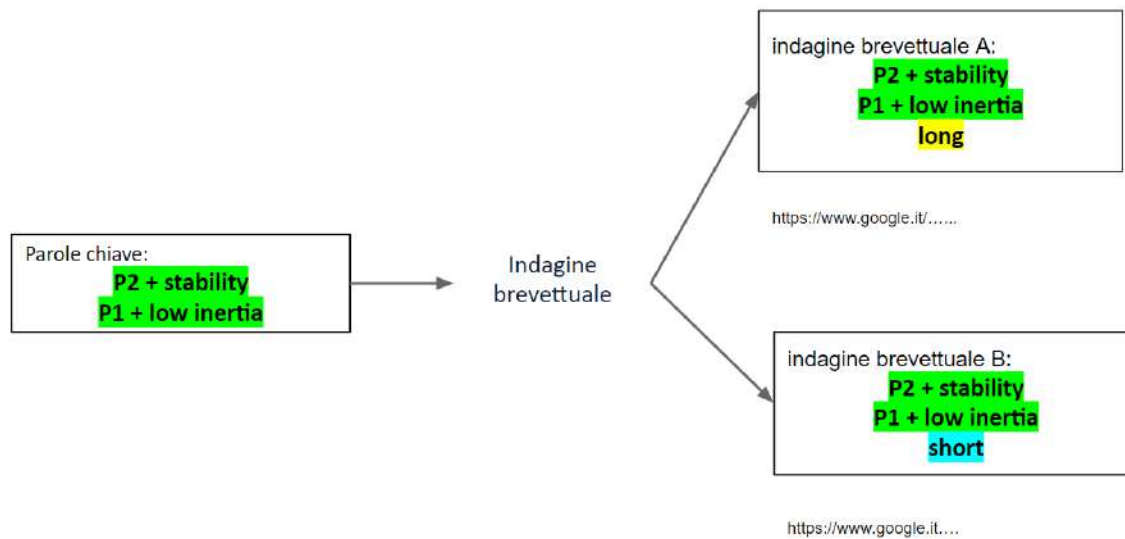 Parole chiave:
P2 + stability
P1 + low inertia
Indagine
brevettuale
indagine brevettuale A:
P2 + stability
P1 + low inertia
long
https://www.google.it/......
indagine brevettuale B:
P2 + stability
P1 + low inertia
short
https://www.google.it....